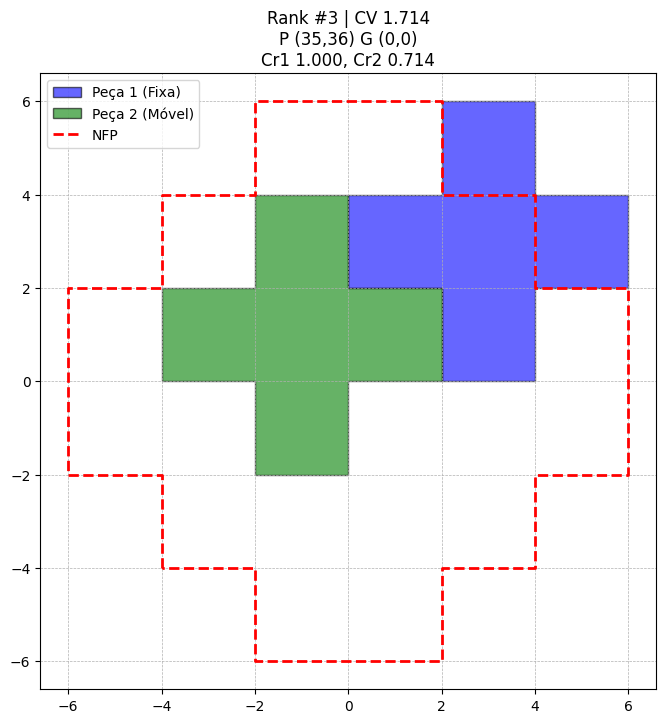 Rank #3 | CV 1.714
P (35,36) G (0,0)
Cr1 1.000, Cr2 0.714
Peça 1 (Fixa)
Peça 2 (Móvel)
NFP
6
4
2
0
−2
−4
−6
−6 −4 −2 0 2 4 6